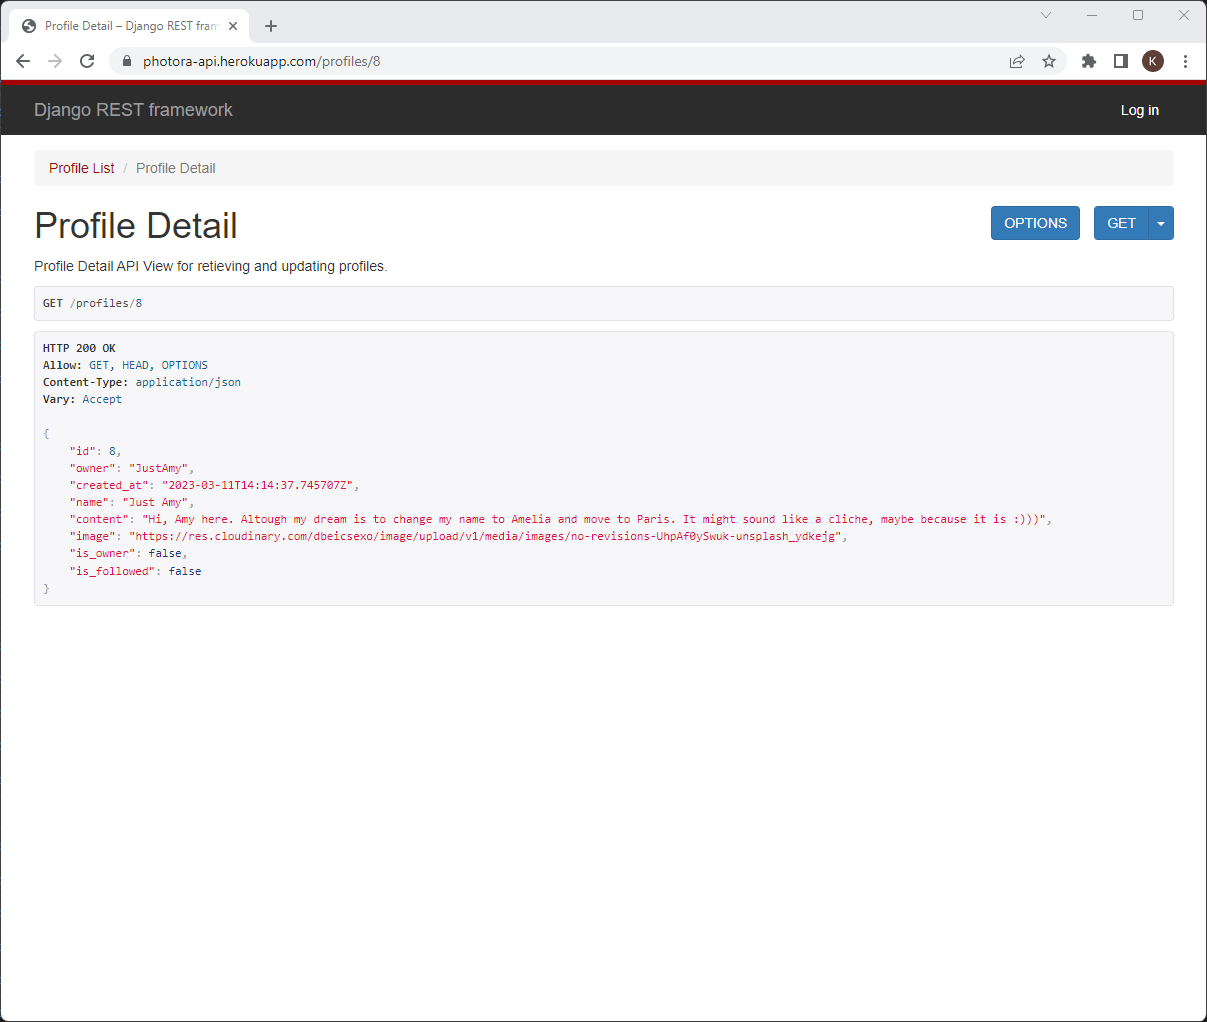 Profile Detail – Django REST fram
photora-api.herokuapp.com/profiles/8
K
Django REST framework
Log in
Profile List / Profile Detail
Profile Detail
OPTIONS
GET
Profile Detail API View for retieving and updating profiles.
GET /profiles/8
HTTP 200 OK
Allow: GET, HEAD, OPTIONS
Content-Type: application/json
Vary: Accept
{
"id": 8,
"owner": "JustAmy",
"created_at": "2023-03-11T14:14:37.745707Z",
"name": "Just Amy",
"content": "Hi, Amy here. Altough my dream is to change my name to Amelia and move to Paris. It might sound like a cliche, maybe because it is :)))",
"image": "https://res.cloudinary.com/dbeicsexo/image/upload/v1/media/images/no-revisions-UhpAf0ySwuk-unsplash_ydkejg",
"is_owner": false,
"is_followed": false
}